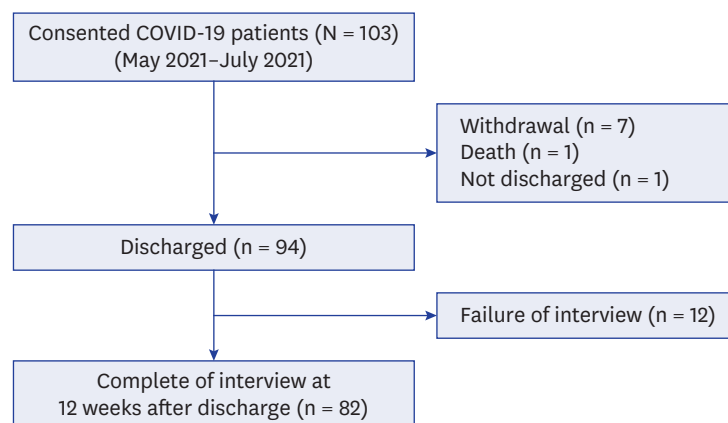 Consented COVID-19 patients (N = 103)
(May 2021–July 2021)
Withdrawal (n = 7)
Death (n = 1)
Not discharged (n = 1)
Discharged (n = 94)
Failure of interview (n = 12)
Complete of interview at
12 weeks after discharge (n = 82)